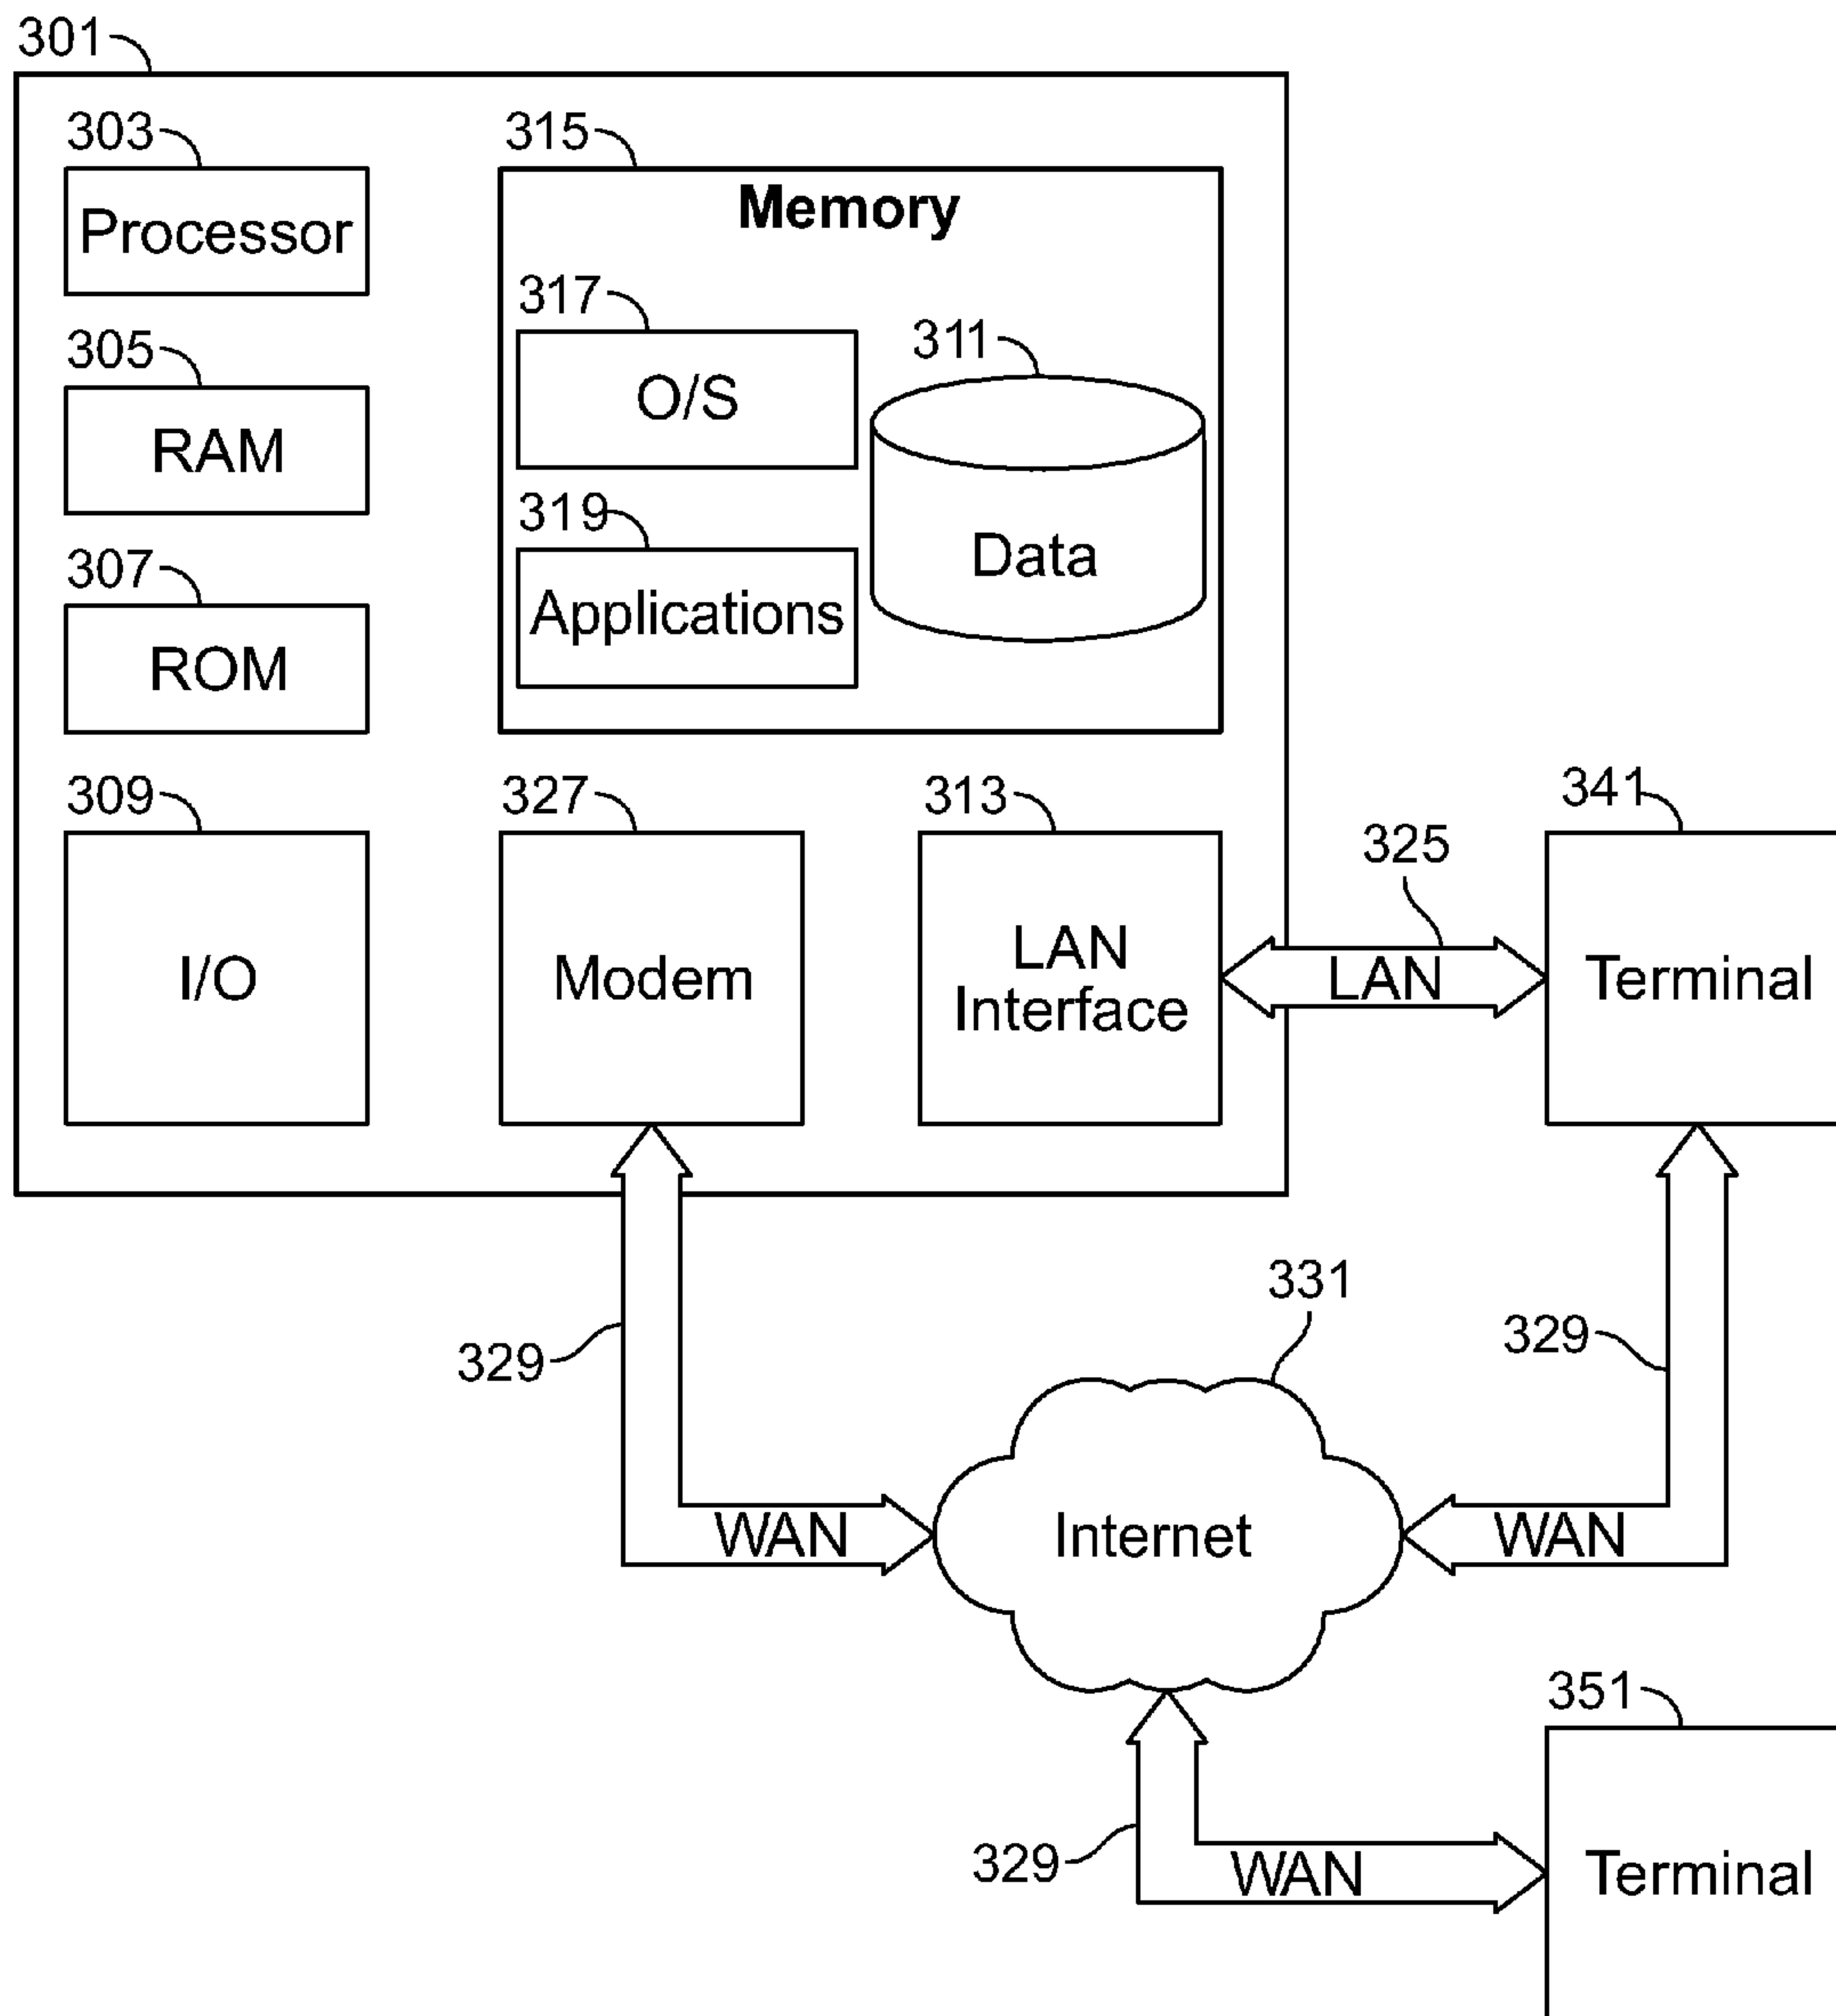 301
303
Processor
305
RAM
307
ROM
309
I/O
315
Memory
317
O/S
311
Data
319
Applications
327
Modem
313
LAN
Interface
325
LAN
341
Terminal
329
WAN
331
Internet
329
WAN
329
WAN
351
Terminal